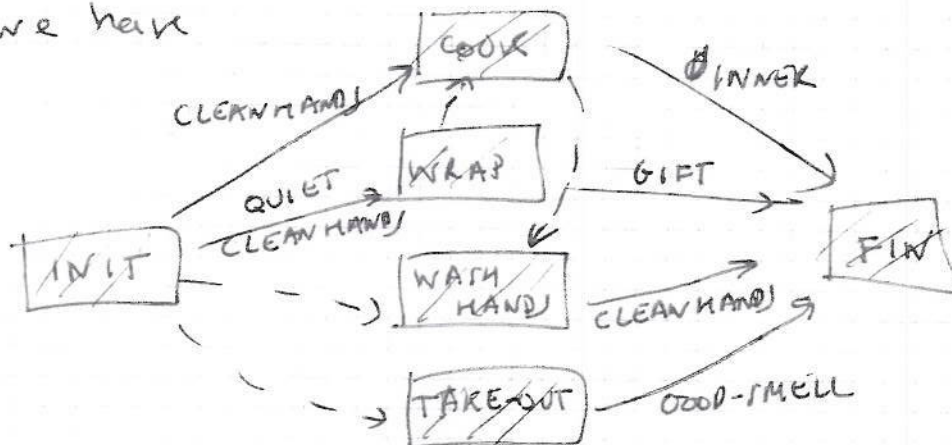 we have
COOK
DINNER
CLEANHANDS
WRAP
GIFT
QUIET
CLEANHANDS
INIT
FIN
WASH
HANDS
CLEANHANDS
TAKE-OUT
GOOD-SMELL